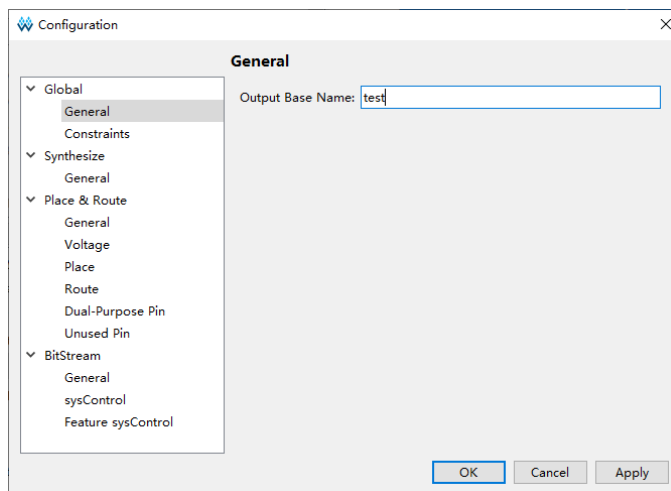 Configuration
General
Output Base Name: test
Global
General
Constraints
Synthesize
General
Place & Route
General
Voltage
Place
Route
Dual-Purpose Pin
Unused Pin
BitStream
General
sysControl
Feature sysControl
OK Cancel Apply